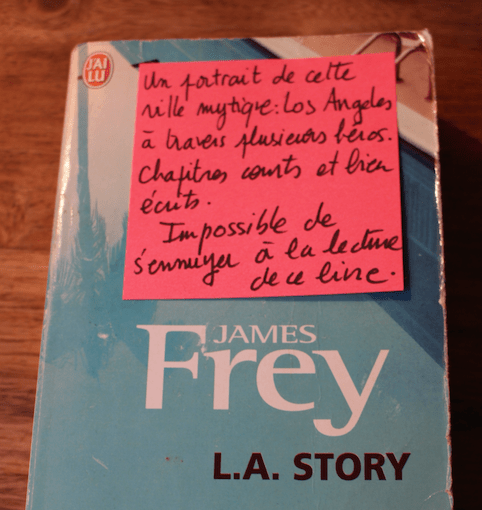 J'AI
LU
Un portrait de cette
ville mytique : Los Angeles
à travers plusieurs héros.
Chapitres courts et bien
écrits.
Impossible de
s'ennuyer à la lecture
de ce livre.
JAMES
Frey
L.A. STORY